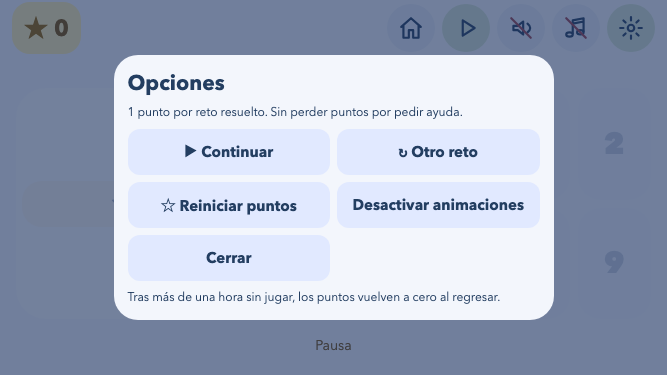 ★ 0
Opciones
1 punto por reto resuelto. Sin perder puntos por pedir ayuda.
▶ Continuar
↻ Otro reto
☆ Reiniciar puntos
Desactivar animaciones
Cerrar
Tras más de una hora sin jugar, los puntos vuelven a cero al regresar.
2
9
Pausa